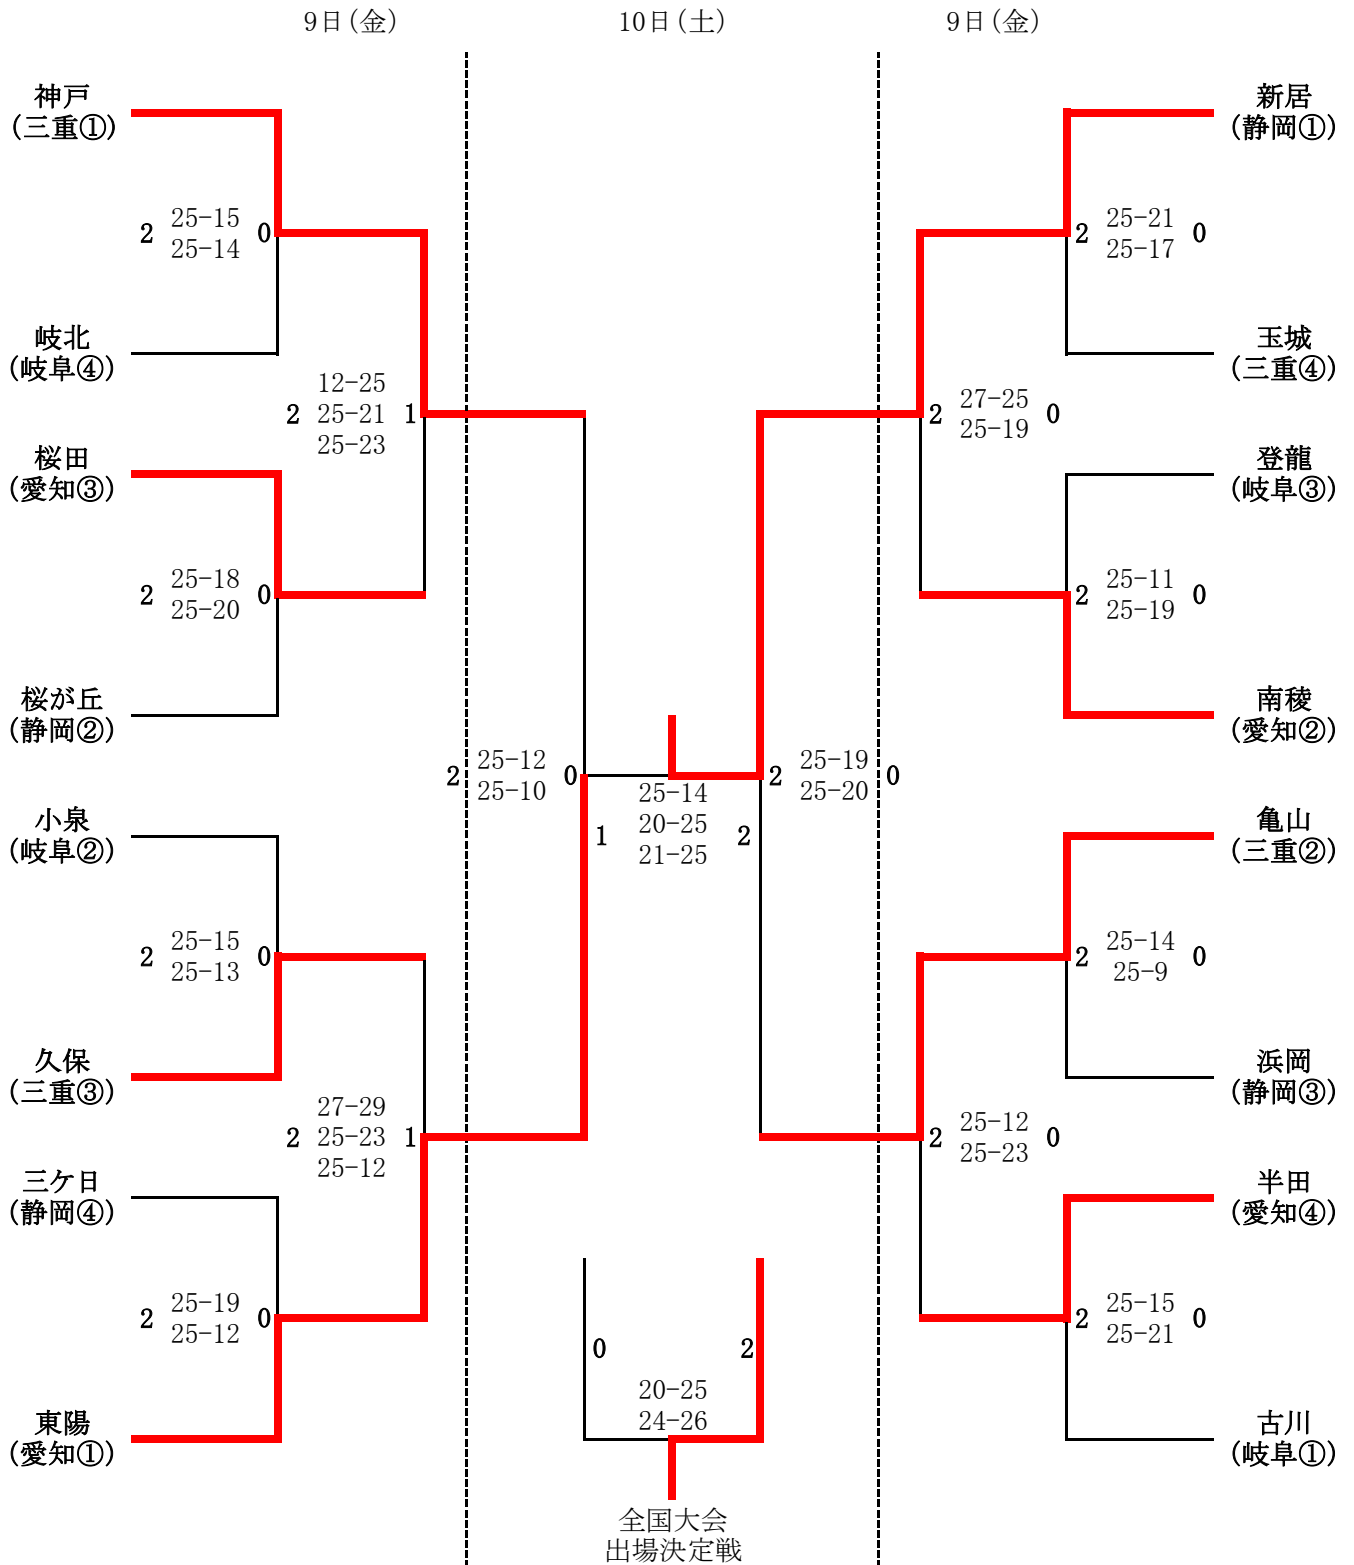 9日(金)
10日(土)
9日(金)
神戸
(三重①)
2
25-15
25-14
0
岐北
(岐阜④)
2
12-25
25-21
25-23
1
桜田
(愛知③)
2
25-18
25-20
0
桜が丘
(静岡②)
2
25-12
25-10
0
小泉
(岐阜②)
2
25-15
25-13
0
久保
(三重③)
2
27-29
25-23
25-12
1
三ケ日
(静岡④)
2
25-19
25-12
0
東陽
(愛知①)
1
25-14
20-25
21-25
2
0
20-25
24-26
2
全国大会
出場決定戦
新居
(静岡①)
2
25-21
25-17
0
玉城
(三重④)
2
27-25
25-19
0
登龍
(岐阜③)
2
25-11
25-19
0
南稜
(愛知②)
2
25-19
25-20
0
亀山
(三重②)
2
25-14
25-9
0
浜岡
(静岡③)
2
25-12
25-23
0
半田
(愛知④)
2
25-15
25-21
0
古川
(岐阜①)